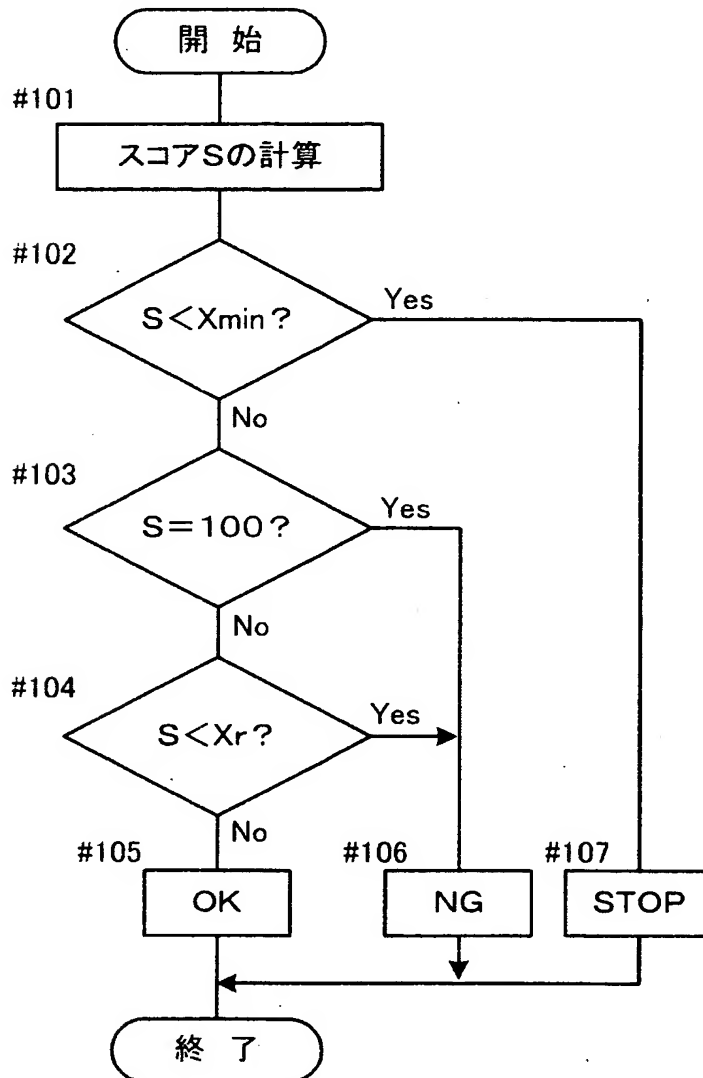 開 始
#101
スコアSの計算
#102
S<Xmin?
Yes
No
#103
S=100?
Yes
No
#104
S<Xr?
Yes
No
#105
OK
#106
NG
#107
STOP
終 了